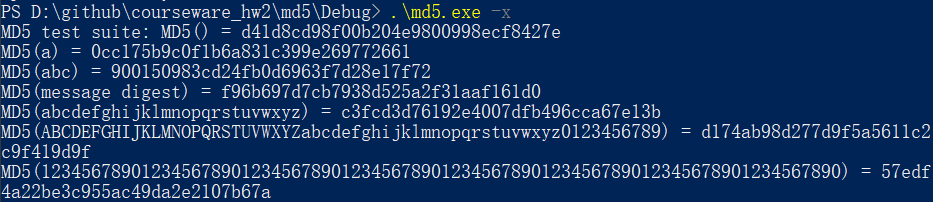 PS D:\github\courseware_hw2\md5\Debug> .\md5.exe -x
MD5 test suite: MD5() = d41d8cd98f00b204e9800998ecf8427e
MD5(a) = 0cc175b9c0f1b6a831c399e269772661
MD5(abc) = 900150983cd24fb0d6963f7d28e17f72
MD5(message digest) = f96b697d7cb7938d525a2f31aaf161d0
MD5(abcdefghijklmnopqrstuvwxyz) = c3fcd3d76192e4007dfb496cca67e13b
MD5(ABCDEFGHIJKLMNOPQRSTUVWXYZabcdefghijklmnopqrstuvwxyz0123456789) = d174ab98d277d9f5a5611c2
c9f419d9f
MD5(12345678901234567890123456789012345678901234567890123456789012345678901234567890) = 57edf
4a22be3c955ac49da2e2107b67a